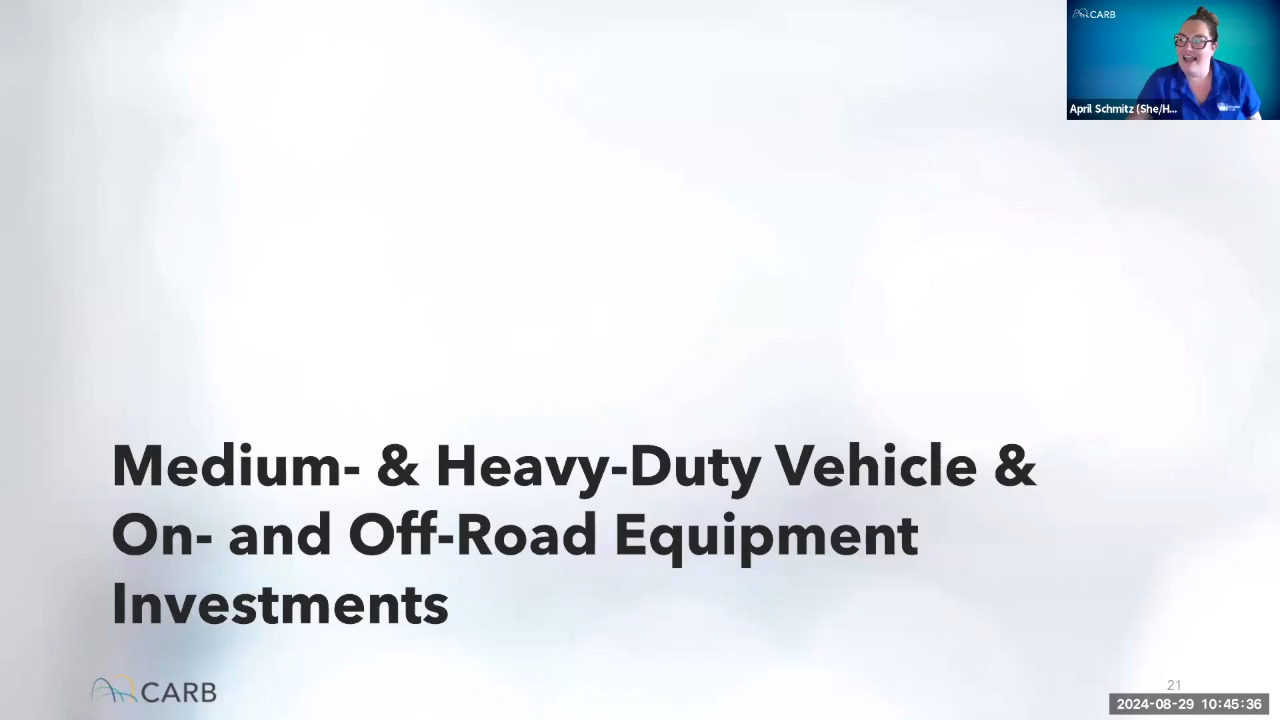 CARB
April Schmitz (She/H...
Medium- & Heavy-Duty Vehicle &
On- and Off-Road Equipment
Investments
CARB
21
2024-08-29 10:45:36